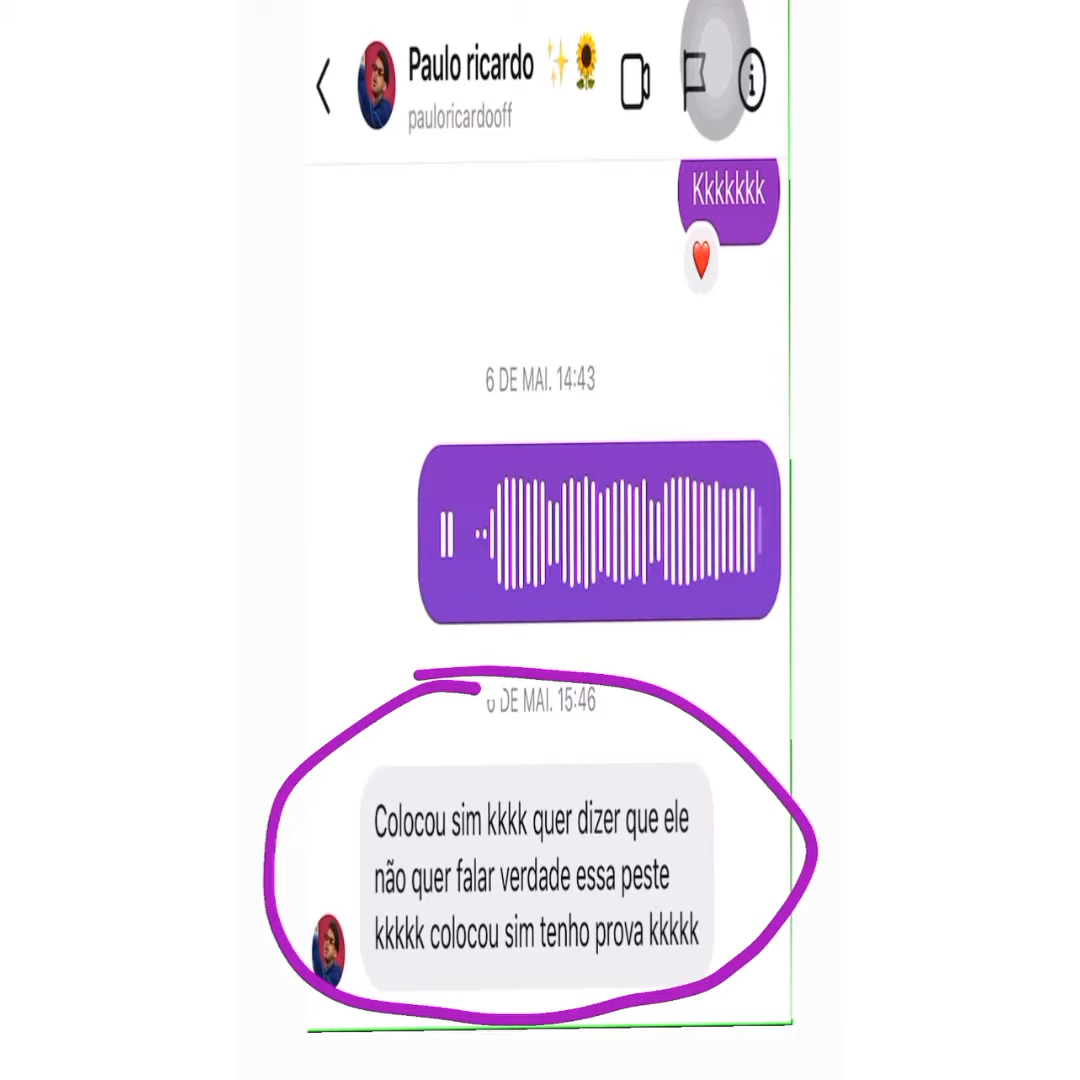 Paulo ricardo ✨🌻
pauloricardooff
Kkkkkkk
6 DE MAI. 14:43
6 DE MAI. 15:46
Colocou sim kkkk quer dizer que ele
não quer falar verdade essa peste
kkkkk colocou sim tenho prova kkkkk